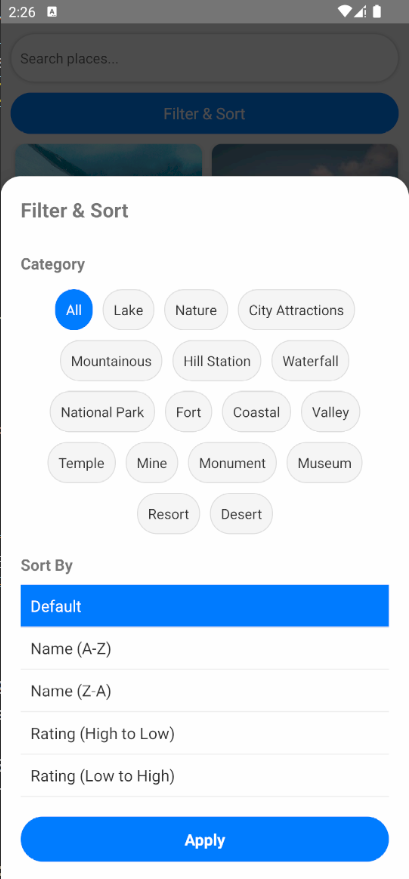 2:26 A
Search places...
Filter & Sort
Filter & Sort
Category
All Lake Nature City Attractions
Mountainous Hill Station Waterfall
National Park Fort Coastal Valley
Temple Mine Monument Museum
Resort Desert
Sort By
Default
Name (A-Z)
Name (Z-A)
Rating (High to Low)
Rating (Low to High)
Apply